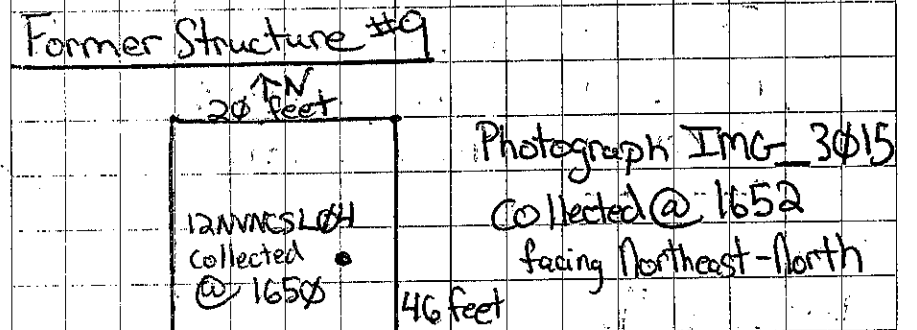 Former Structure #9
↑N
20 feet
Photograph IMG_3015
Collected @ 1652
facing Northeast-North
12NVNCSL04
collected
@ 1650
46 feet